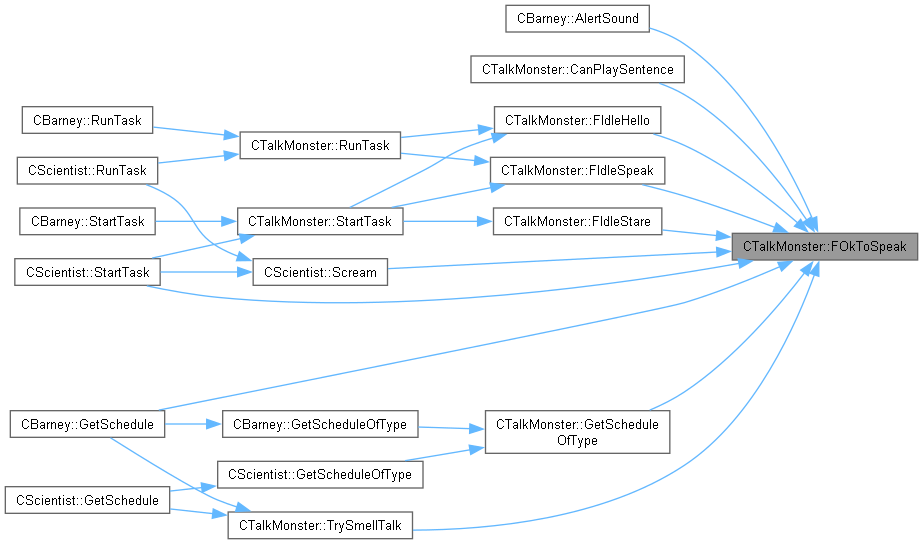 CBarney::AlertSound
CTalkMonster::CanPlaySentence
CBarney::RunTask
CTalkMonster::FIdleHello
CTalkMonster::RunTask
CScientist::RunTask
CTalkMonster::FIdleSpeak
CBarney::StartTask
CTalkMonster::StartTask
CTalkMonster::FIdleStare
CTalkMonster::FOkToSpeak
CScientist::StartTask
CScientist::Scream
CBarney::GetSchedule
CBarney::GetScheduleOfType
CTalkMonster::GetSchedule
OfType
CScientist::GetScheduleOfType
CScientist::GetSchedule
CTalkMonster::TrySmellTalk